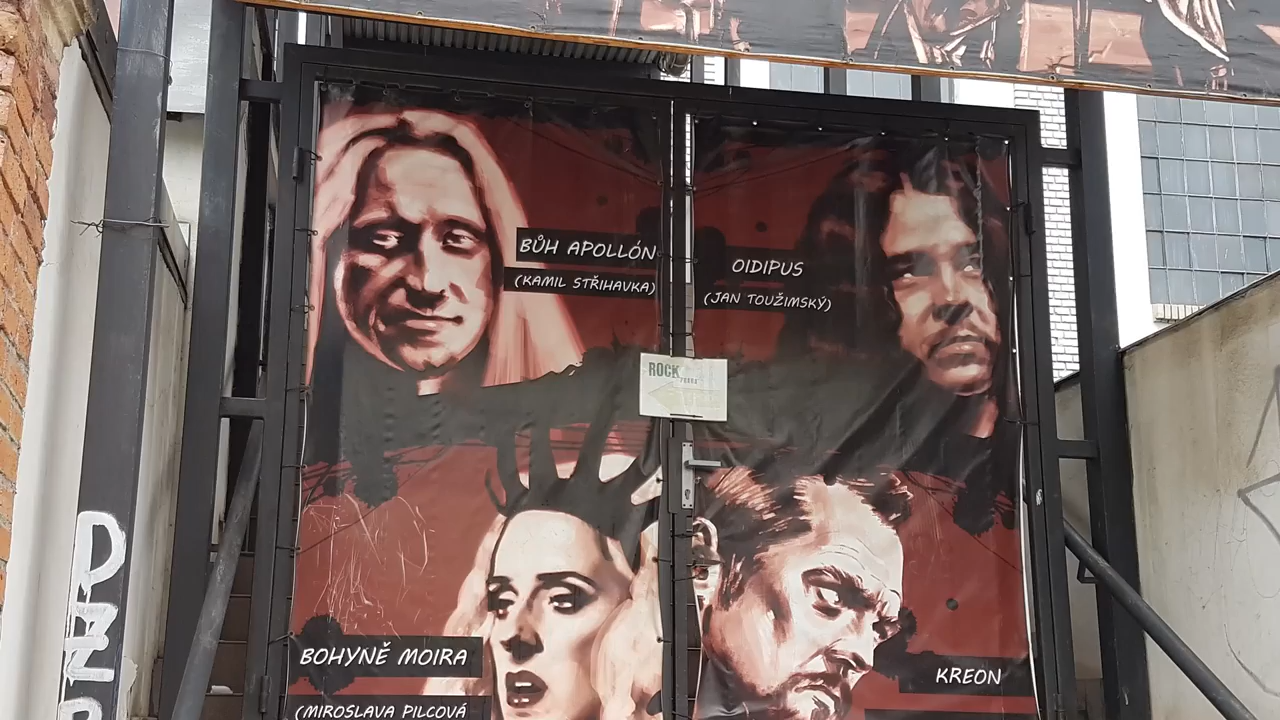 BŮH APOLLÓN
(KAMIL STŘIHAVKA)
OIDIPUS
(JAN TOUŽIMSKÝ)
ROCK
BOHYNĚ MOIRA
(MIROSLAVA PILCOVÁ
KREON